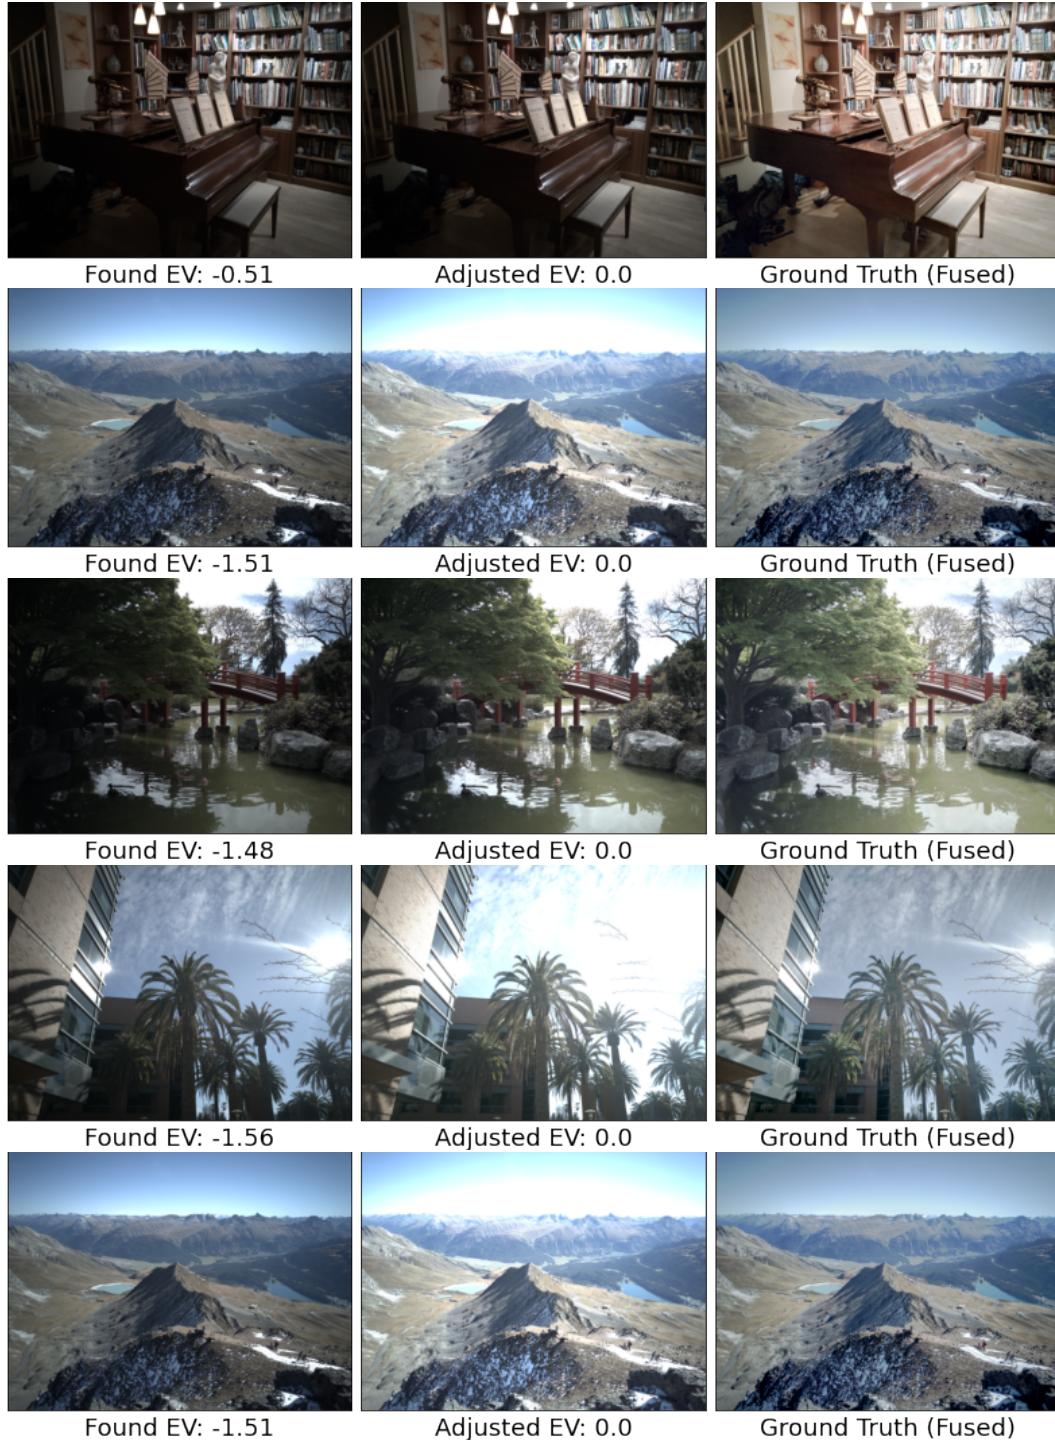 Found EV: -0.51 Adjusted EV: 0.0 Ground Truth (Fused)
Found EV: -1.51 Adjusted EV: 0.0 Ground Truth (Fused)
Found EV: -1.48 Adjusted EV: 0.0 Ground Truth (Fused)
Found EV: -1.56 Adjusted EV: 0.0 Ground Truth (Fused)
Found EV: -1.51 Adjusted EV: 0.0 Ground Truth (Fused)